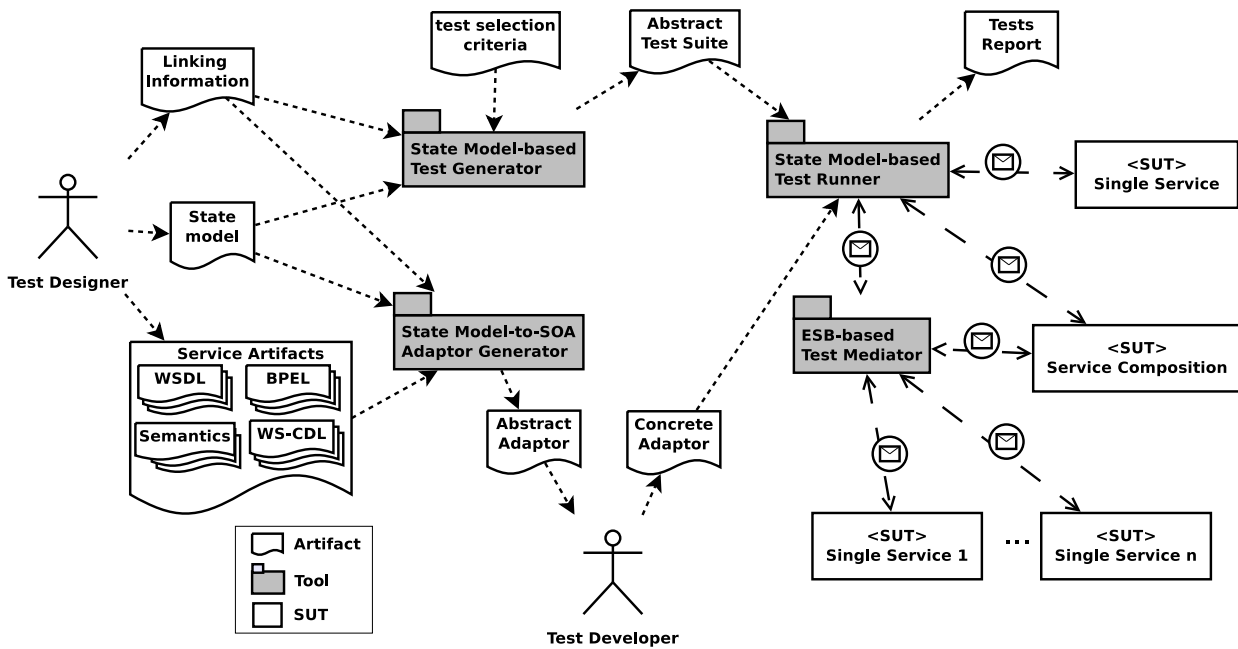 Linking
Information
test selection
criteria
Abstract
Test Suite
Tests
Report
State Model-based
Test Generator
State Model-based
Test Runner
<SUT>
Single Service
State
model
Test Designer
State Model-to-SOA
Adaptor Generator
ESB-based
Test Mediator
<SUT>
Service Composition
Service Artifacts
WSDL
BPEL
Semantics
WS-CDL
Abstract
Adaptor
Concrete
Adaptor
<SUT>
Single Service 1
...
<SUT>
Single Service n
Artifact
Tool
SUT
Test Developer